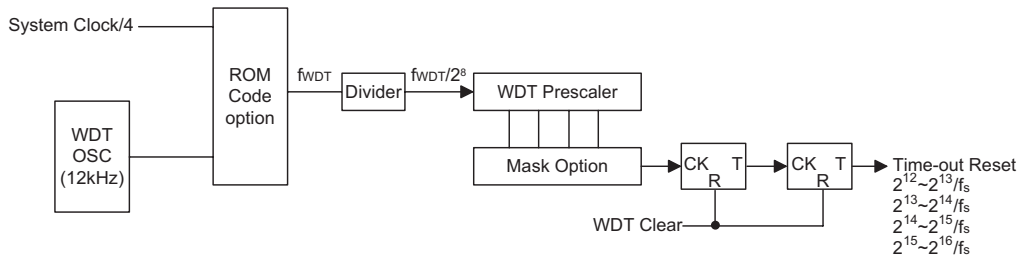 System Clock/4
WDT
OSC
(12kHz)
ROM
Code
option
fWDT
Divider
fWDT/2⁸
WDT Prescaler
Mask Option
CK T
R
CK T
R
WDT Clear
Time-out Reset
2¹²~2¹³/fs
2¹³~2¹⁴/fs
2¹⁴~2¹⁵/fs
2¹⁵~2¹⁶/fs